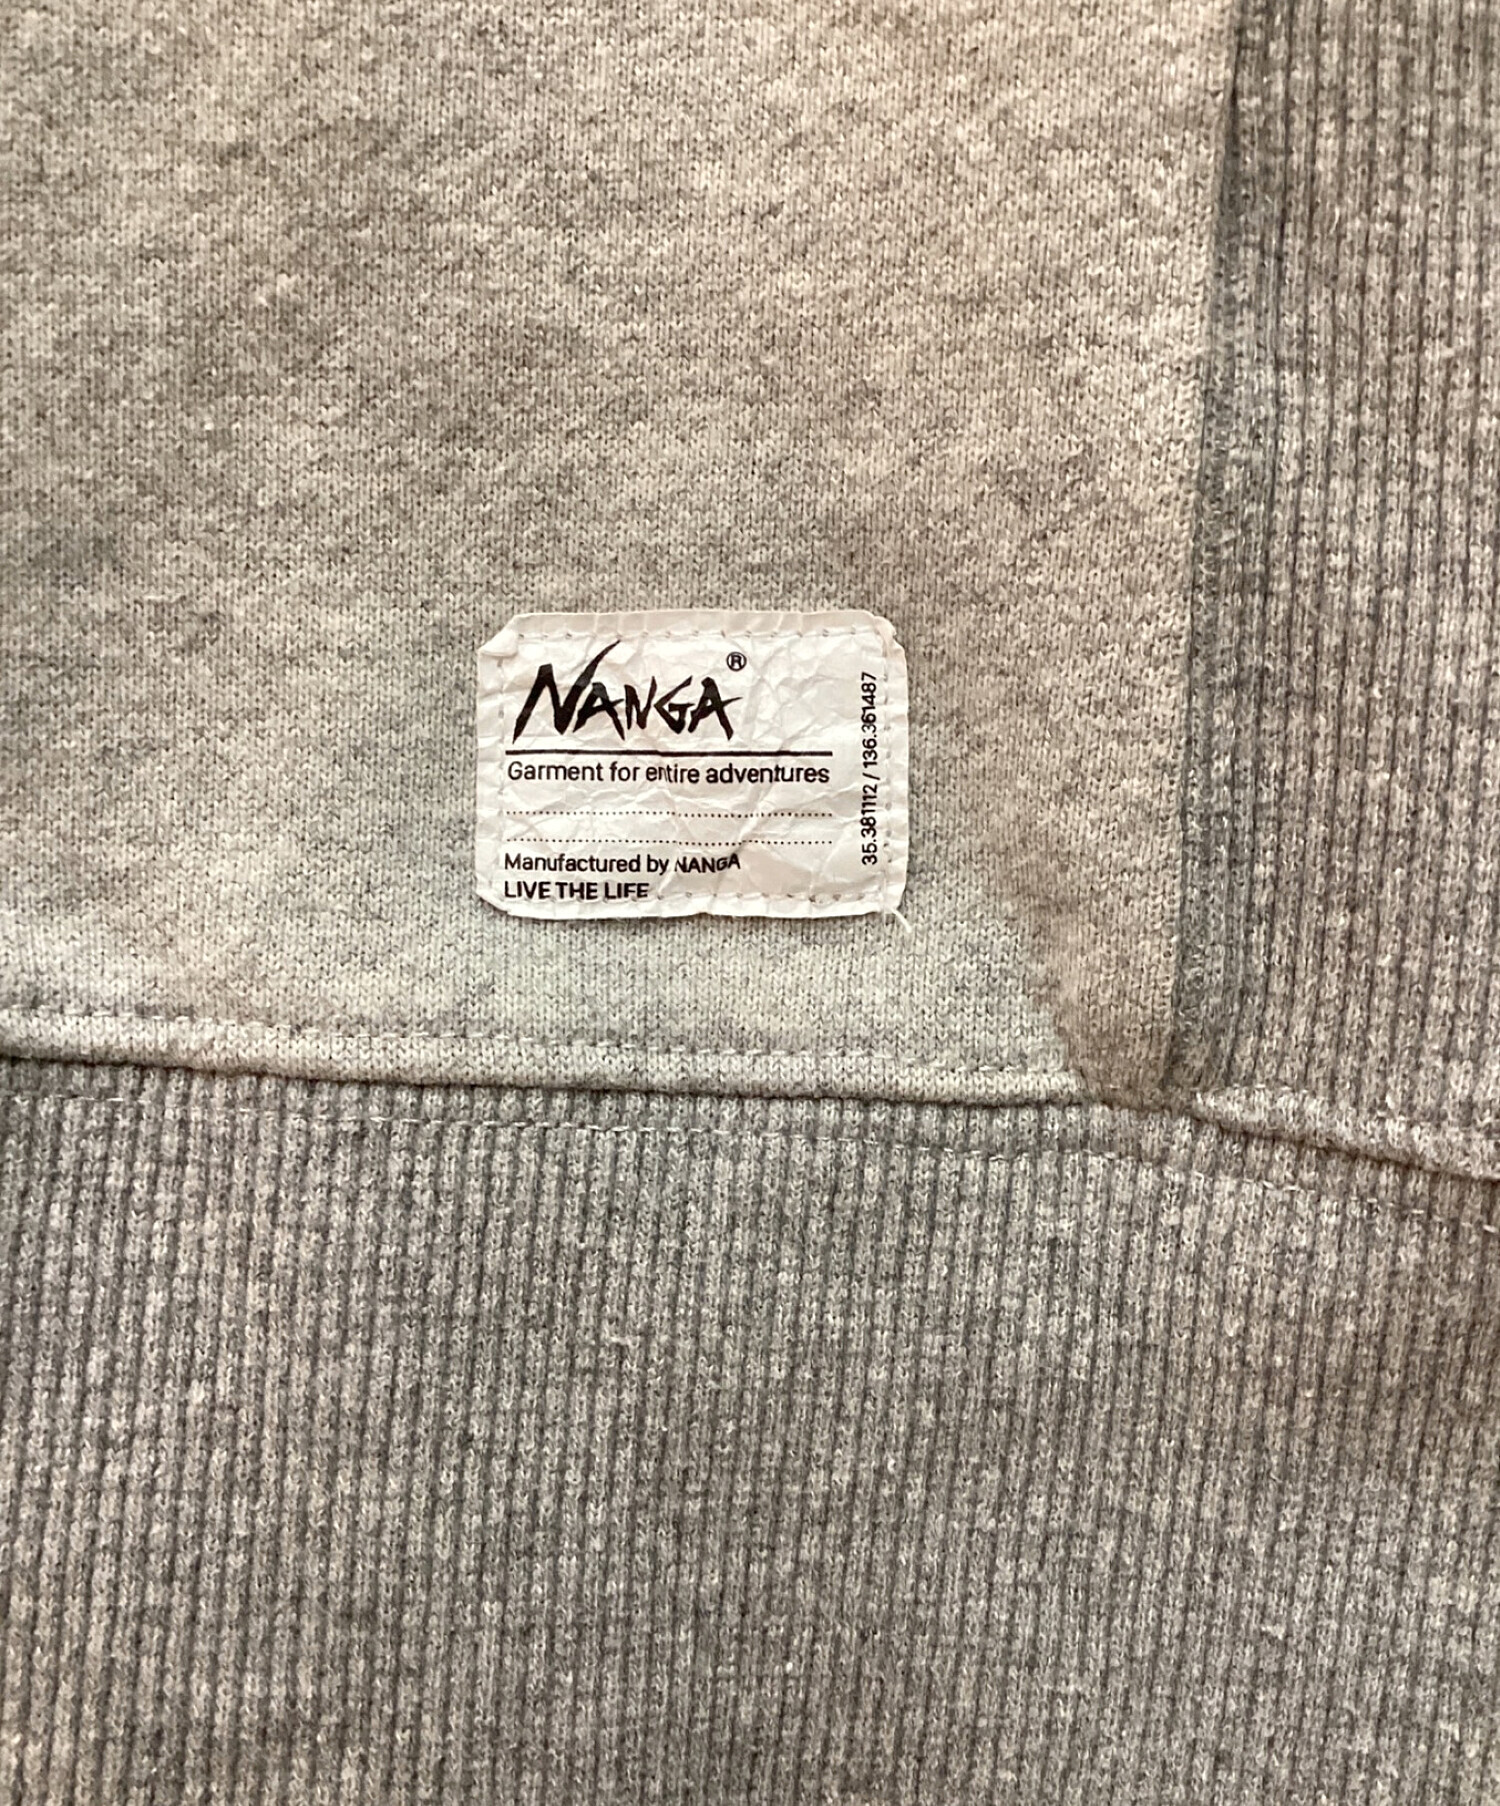 NANGA®
Garment for entire adventures
Manufactured by NANGA
LIVE THE LIFE
35.381112 / 136.361487